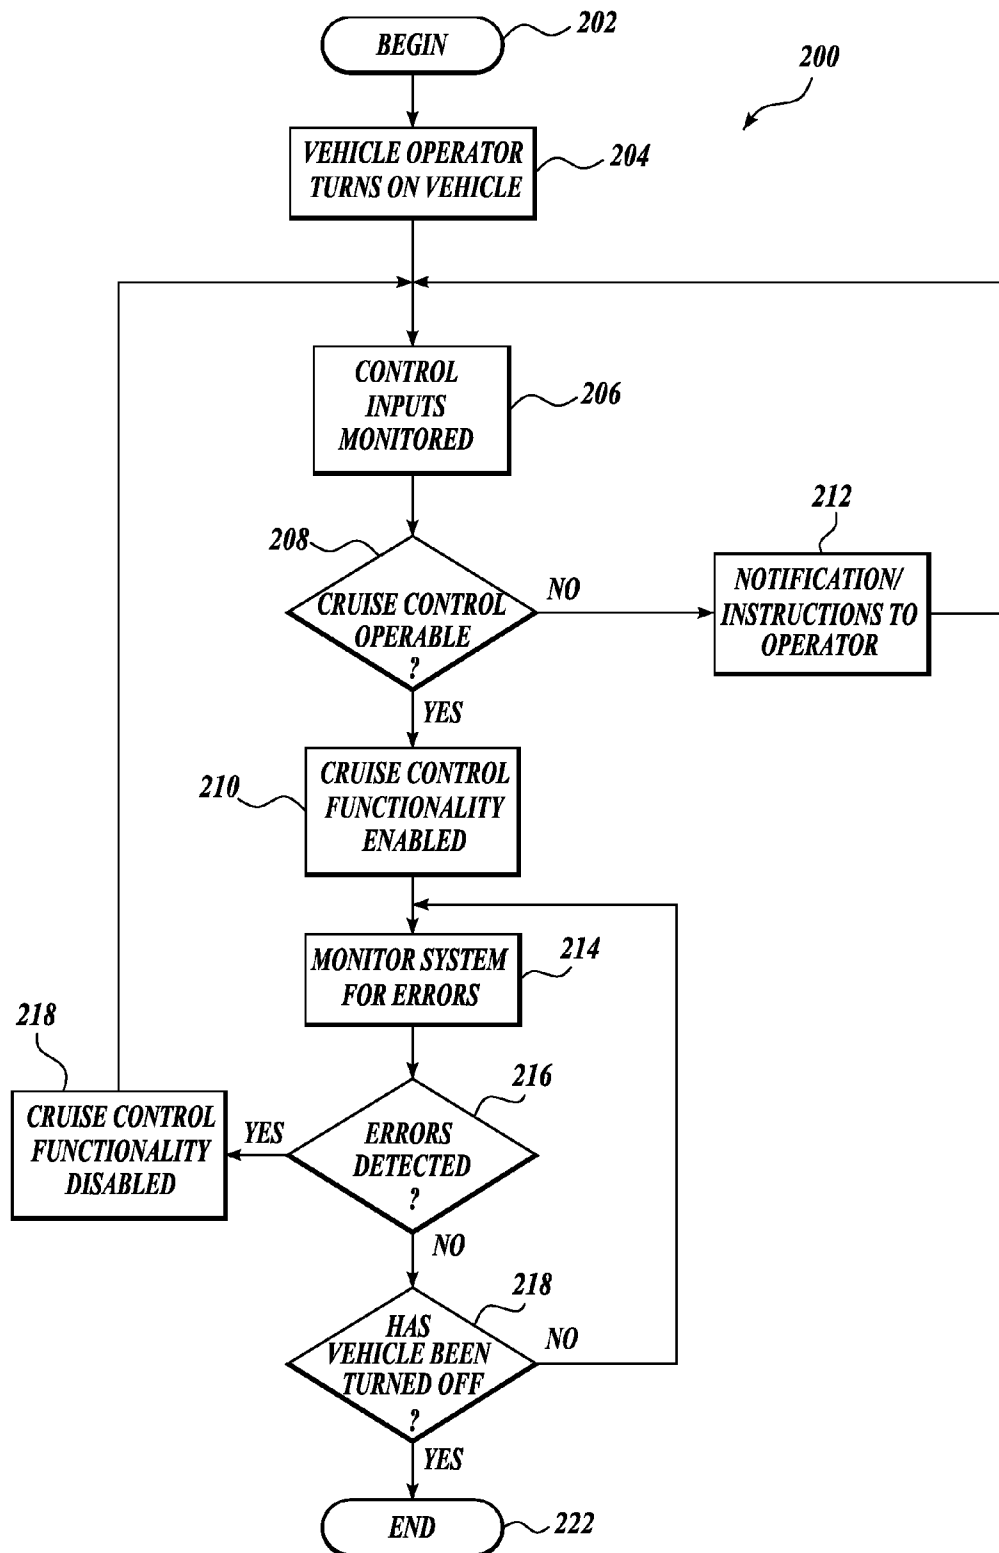 BEGIN
202
200
VEHICLE OPERATOR
TURNS ON VEHICLE
204
CONTROL
INPUTS
MONITORED
206
208
CRUISE CONTROL
OPERABLE
?
NO
212
NOTIFICATION/
INSTRUCTIONS TO
OPERATOR
YES
210
CRUISE CONTROL
FUNCTIONALITY
ENABLED
MONITOR SYSTEM
FOR ERRORS
214
216
ERRORS
DETECTED
?
YES
218
CRUISE CONTROL
FUNCTIONALITY
DISABLED
NO
218
HAS
VEHICLE BEEN
TURNED OFF
?
NO
YES
END
222